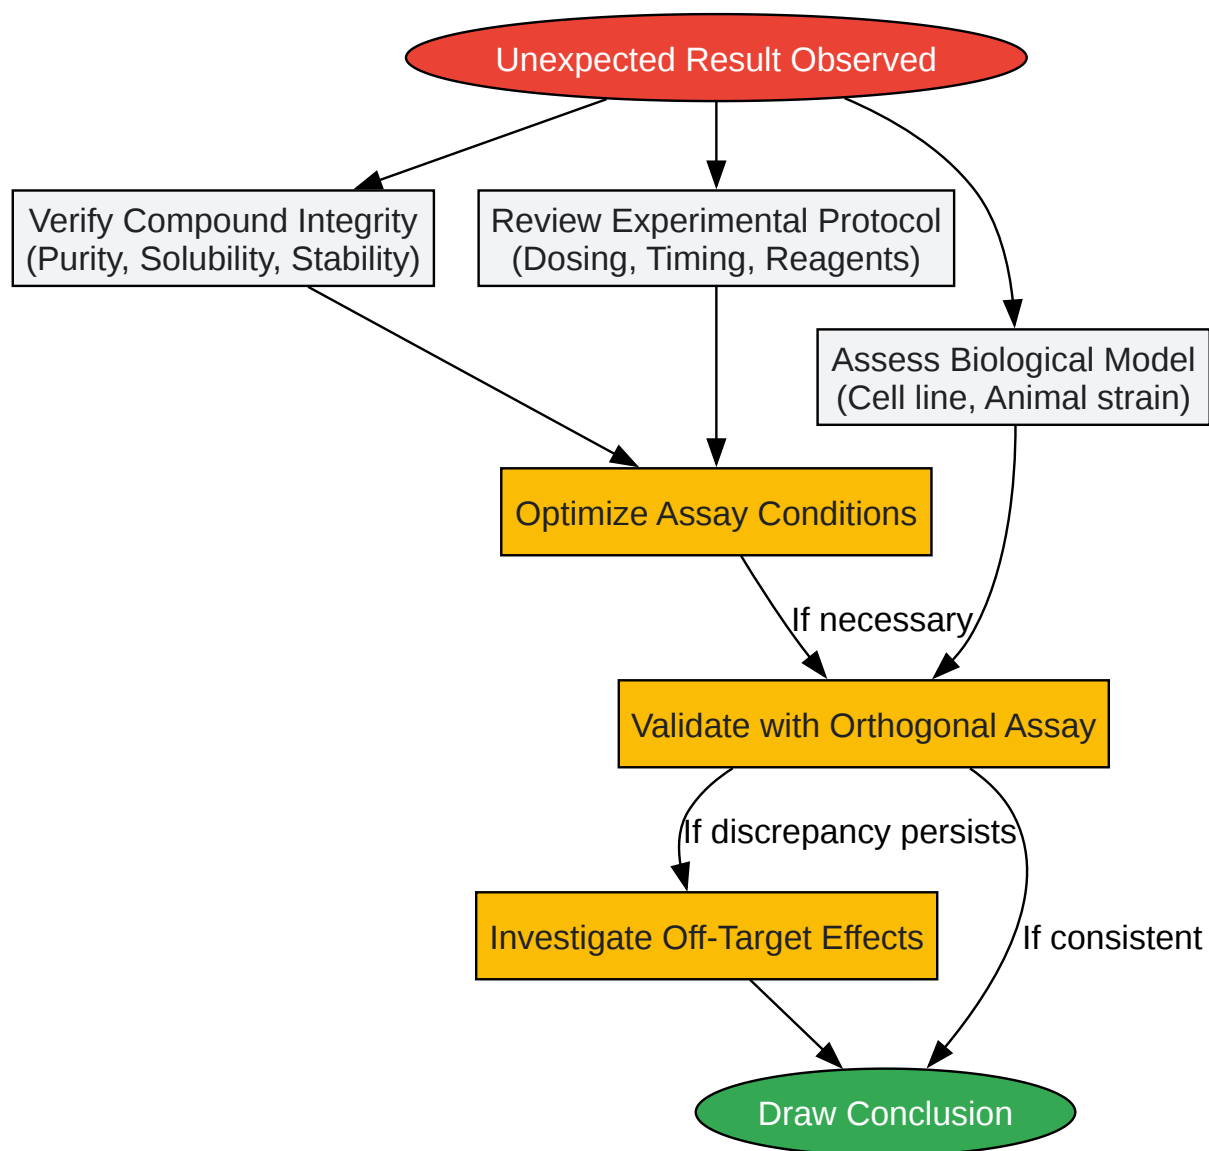 Unexpected Result Observed
Verify Compound Integrity
(Purity, Solubility, Stability)
Review Experimental Protocol
(Dosing, Timing, Reagents)
Assess Biological Model
(Cell line, Animal strain)
Optimize Assay Conditions
If necessary
Validate with Orthogonal Assay
If discrepancy persists
Investigate Off-Target Effects
If consistent
Draw Conclusion